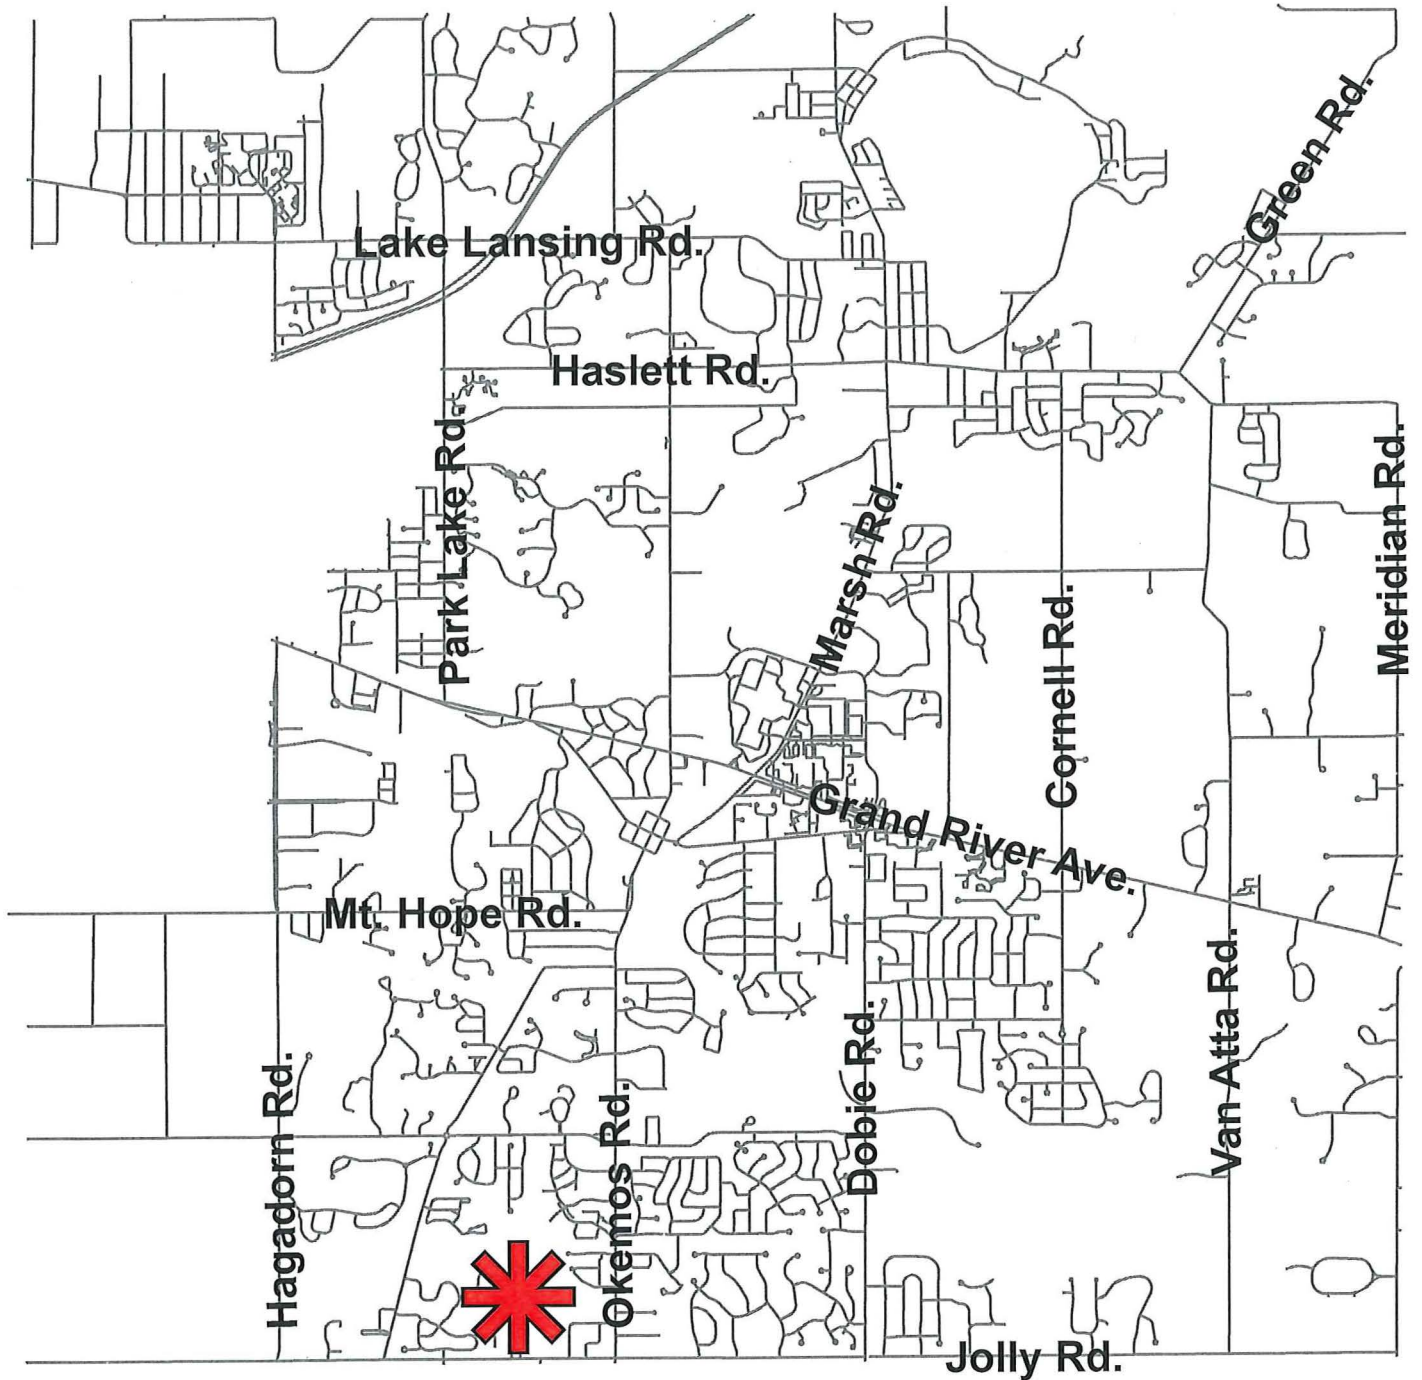 Green Rd.
Lake Lansing Rd.
Haslett Rd.
Park Lake Rd.
Meridian Rd.
Marsh Rd.
Cornell Rd.
Grand River Ave.
Mt. Hope Rd.
Van Atta Rd.
Dobie Rd.
Hagadorn Rd.
Okemos Rd.
Jolly Rd.